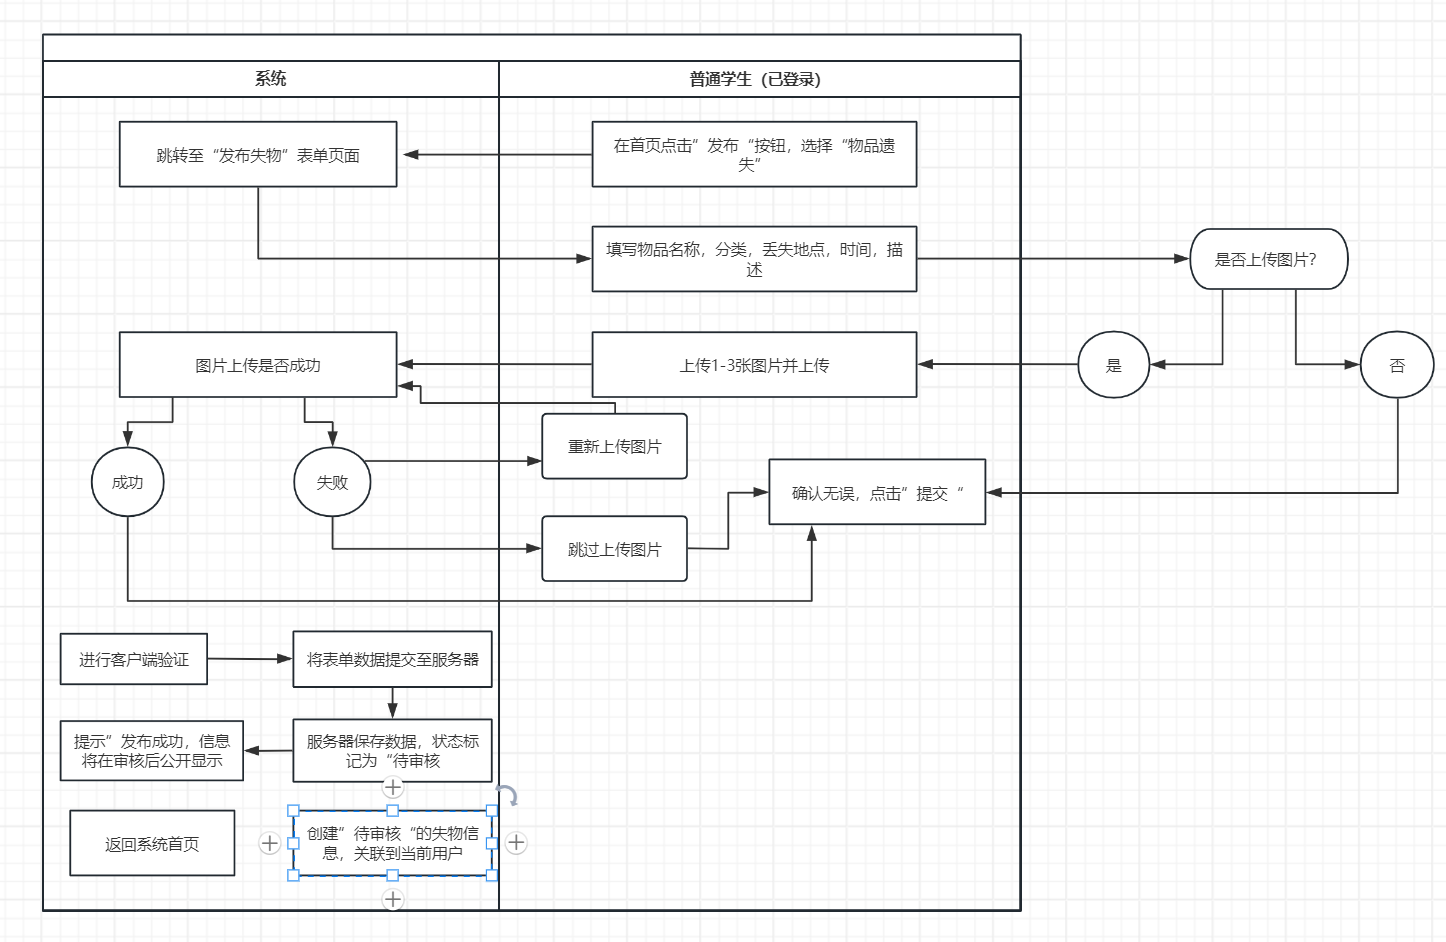 系统
普通学生（已登录）
跳转至“发布失物”表单页面
在首页点击”发布“按钮，选择“物品遗
失“
填写物品名称，分类，丢失地点，时间，描
述
是否上传图片？
图片上传是否成功
上传1-3张图片并上传
是
否
重新上传图片
成功
失败
确认无误，点击”提交“
跳过上传图片
进行客户端验证
将表单数据提交至服务器
提示”发布成功，信息
将在审核后公开显示
服务器保存数据，状态标
记为“待审核
返回系统首页
创建”待审核“的失物信
息，关联到当前用户